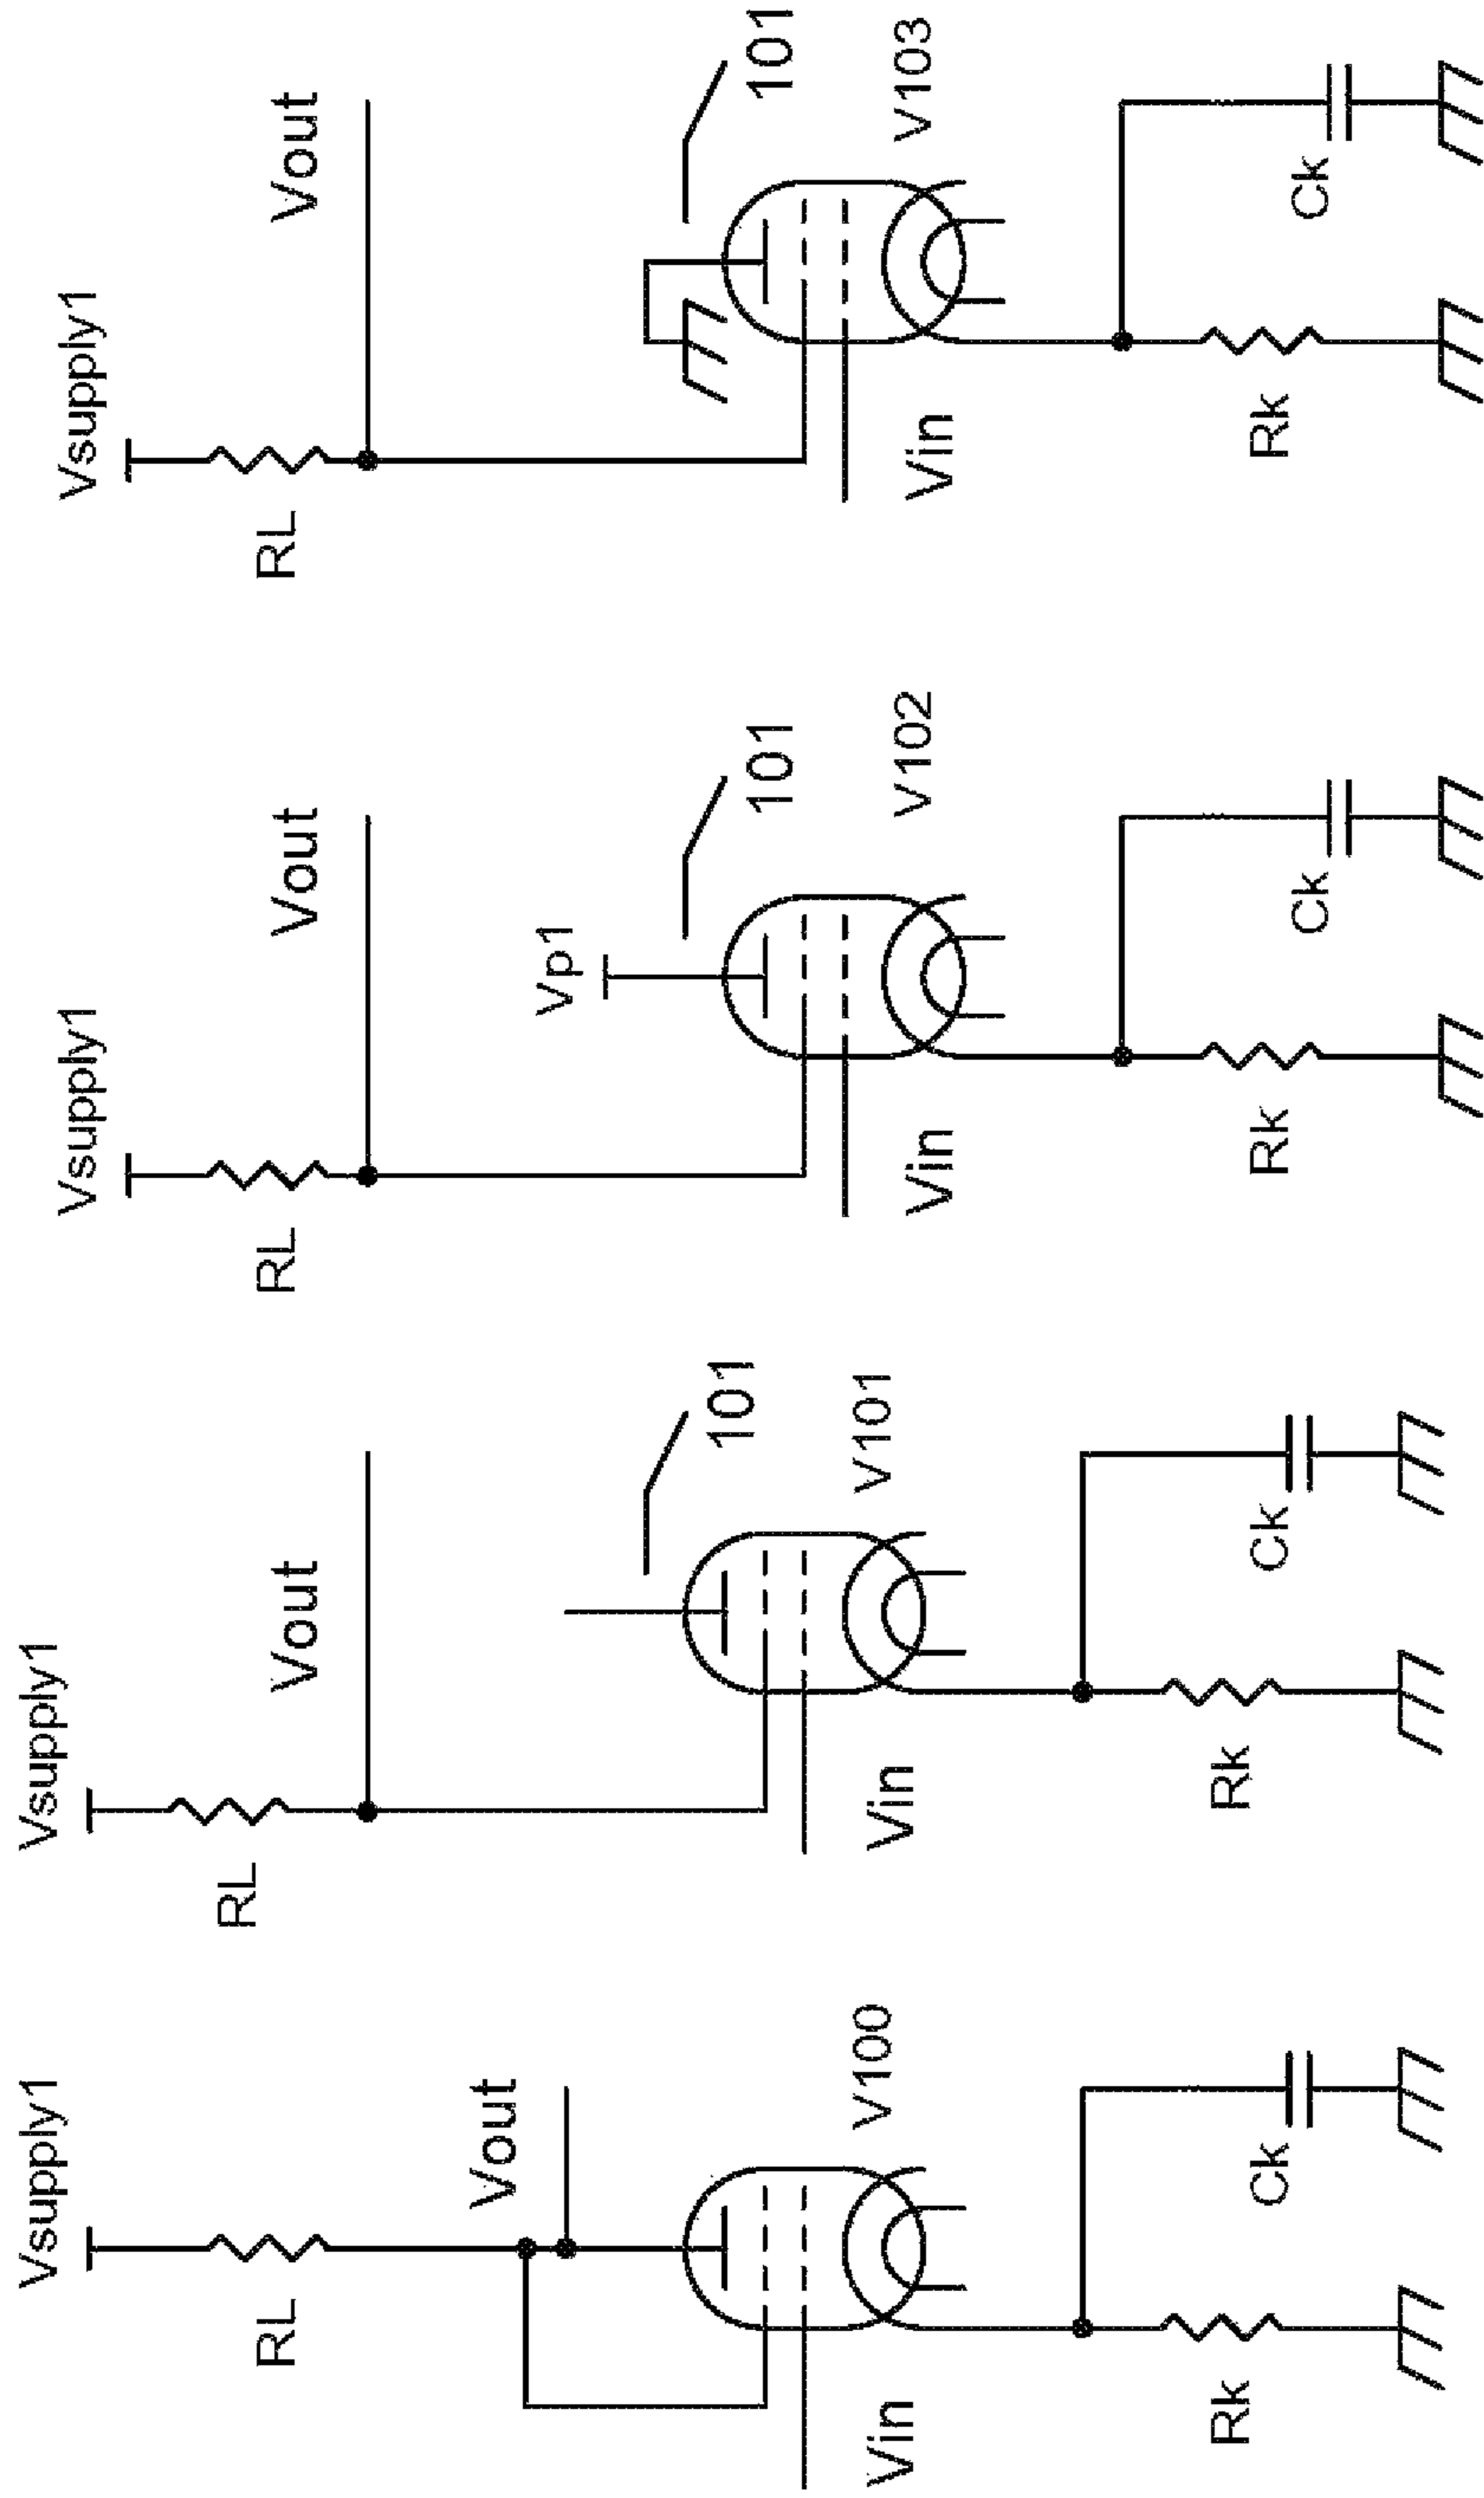 Vsupply1
RL
Vout
V100
Vin
Ck
Rk
Vsupply1
RL
Vout
101
V101
Vin
Ck
Rk
Vsupply1
RL
Vout
Vp1
101
V102
Vin
Ck
Rk
Vsupply1
RL
Vout
101
V103
Vin
Ck
Rk